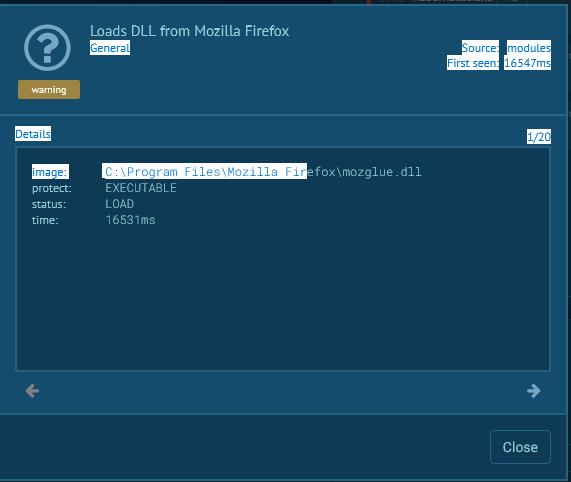 Loads DLL from Mozilla Firefox
General
Source: modules
First seen: 16547ms
warning
Details
1/20
image: C:\Program Files\Mozilla Firefox\mozglue.dll
protect: EXECUTABLE
status: LOAD
time: 16531ms
Close